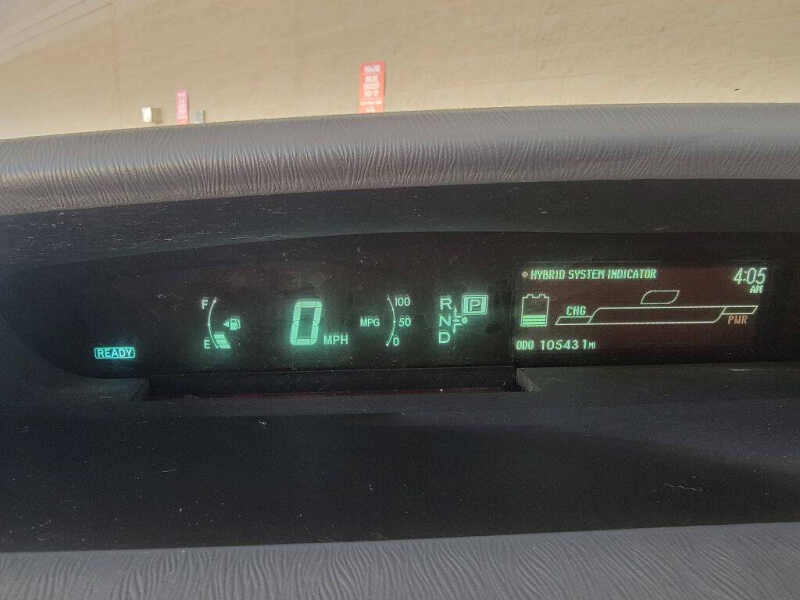 HYBRID SYSTEM INDICATOR
4:05
AM
F
E
0 MPH
MPG
100
50
0
R
N
D
P
CHG
PWR
READY
ODO 105431 MI